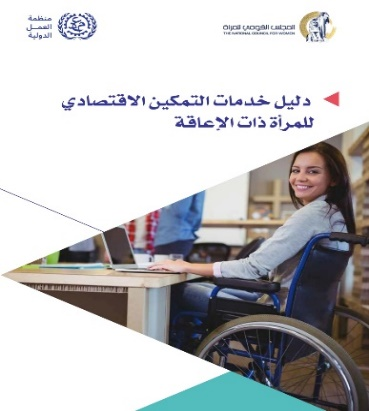 المجلس القومي للمرأة
THE NATIONAL COUNCIL FOR WOMEN
منظمة
العمل
الدولية
دليل خدمات التمكين الاقتصادي
للمرأة ذات الإعاقة